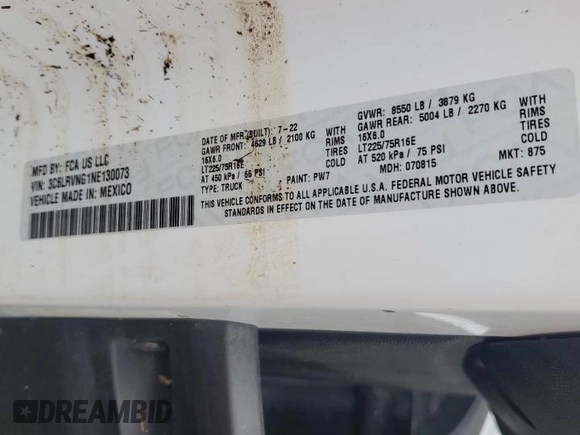 MFD BY: FCA US LLC
VIN: 3C6LRVNG1NE130073
VEHICLE MADE IN: MEXICO
DATE OF MFR(BUILT): 7-22
GAWR FRONT: 4629 LB / 2100 KG
16X6.0 WITH RIMS
LT225/75R16E TIRES
AT 450 kPa / 65 PSI COLD
TYPE: TRUCK PAINT: PW7
GVWR: 8550 LB / 3879 KG
GAWR REAR: 5004 LB / 2270 KG
16X6.0 WITH RIMS
LT225/75R16E TIRES
AT 520 kPa / 75 PSI COLD
MDH: 070815 MKT: 875
THIS VEHICLE CONFORMS TO ALL APPLICABLE U.S.A. FEDERAL MOTOR VEHICLE SAFETY
STANDARDS IN EFFECT ON THE DATE OF MANUFACTURE SHOWN ABOVE.
DREAMBID